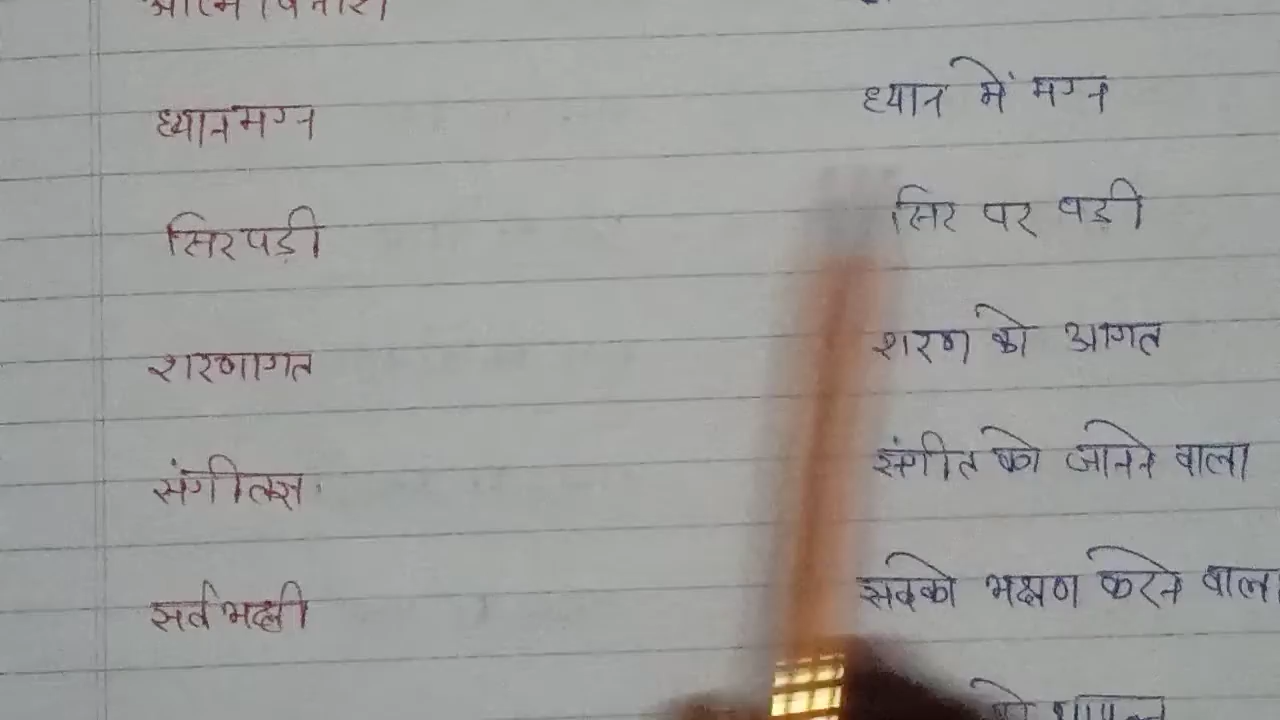 ध्यानमग्न ध्यान में मग्न
सिरपड़ी सिर पर पड़ी
शरणागत शरण को आगत
संगीतज्ञ संगीत को जानने वाला
सर्वभक्षी सबको भक्षण करने वाला